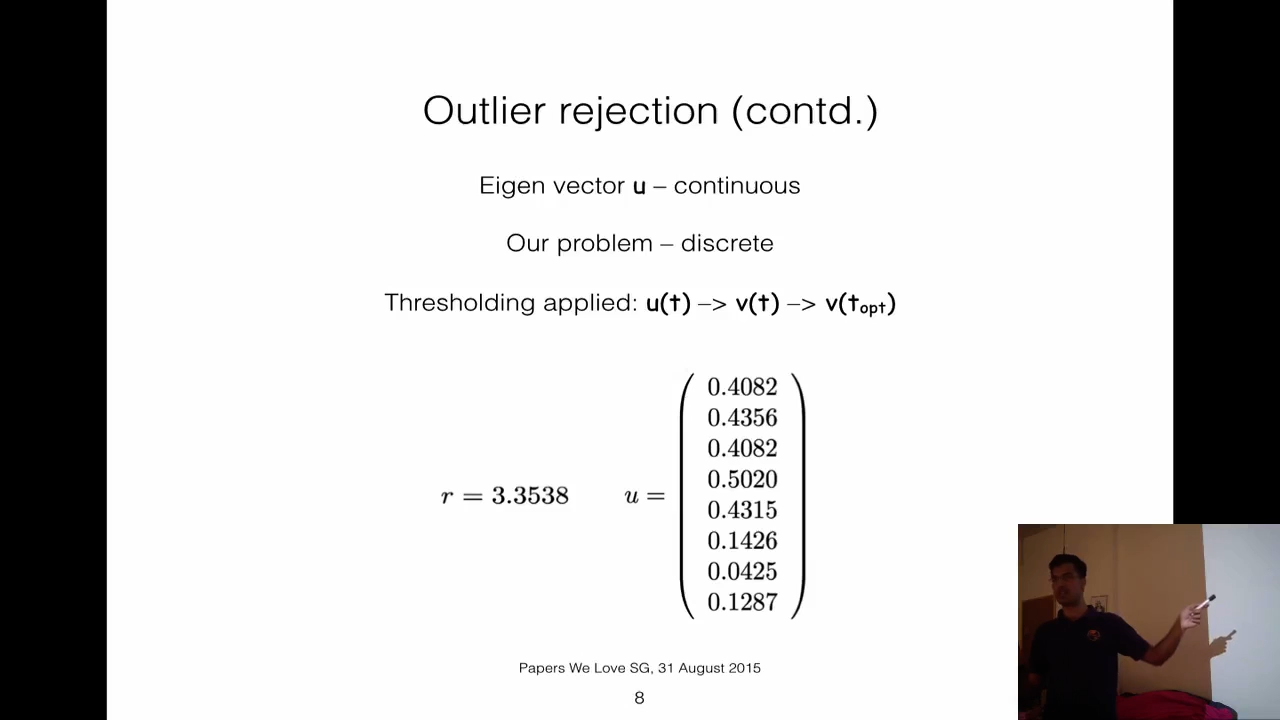 Outlier rejection (contd.)
Eigen vector u – continuous
Our problem – discrete
Thresholding applied: u(t) –> v(t) –> v(topt)
0.4082
0.4356
0.4082
0.5020
r = 3.3538 u =
0.4315
0.1426
0.0425
0.1287
Papers We Love SG, 31 August 2015
8